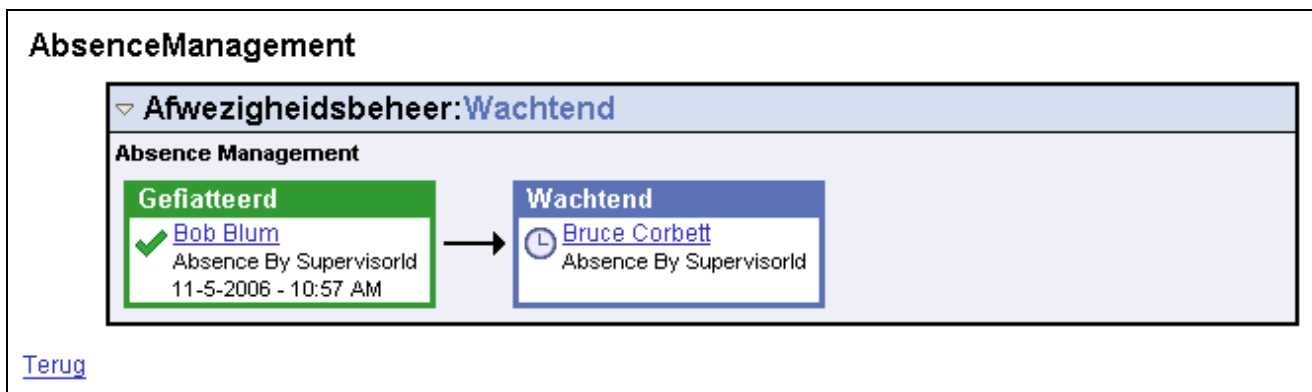 AbsenceManagement
Afwezigheidsbeheer:Wachtend
Absence Management
Gefiatteerd
Bob Blum
Absence By SupervisorId
11-5-2006 - 10:57 AM
Wachtend
Bruce Corbett
Absence By SupervisorId
Terug